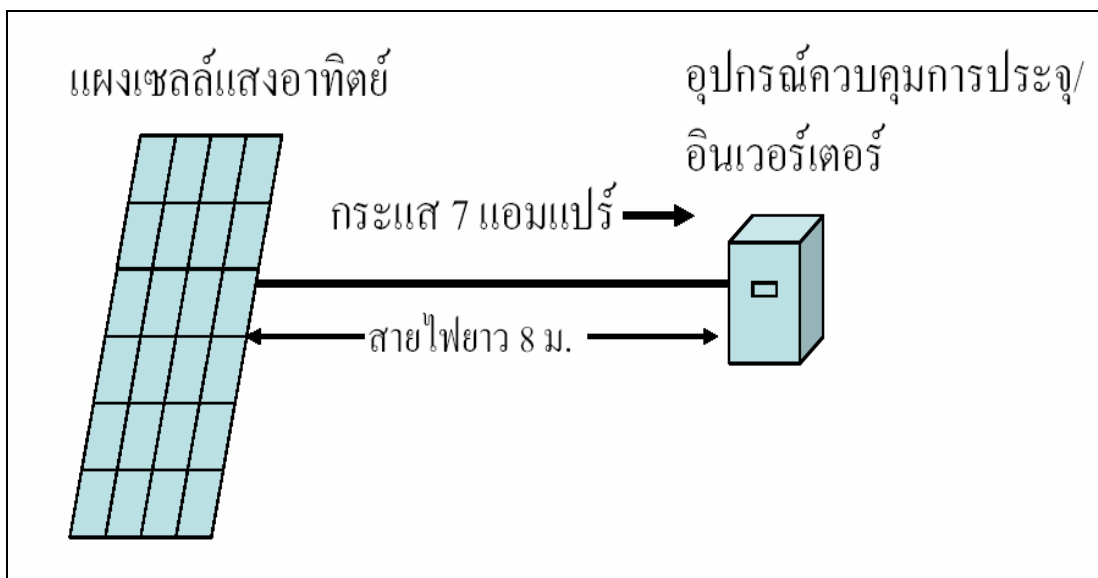 แผงเซลล์แสงอาทิตย์
อุปกรณ์ควบคุมการประจุ/
อินเวอร์เตอร์
กระแส 7 แอมแปร์
สายไฟยาว 8 ม.